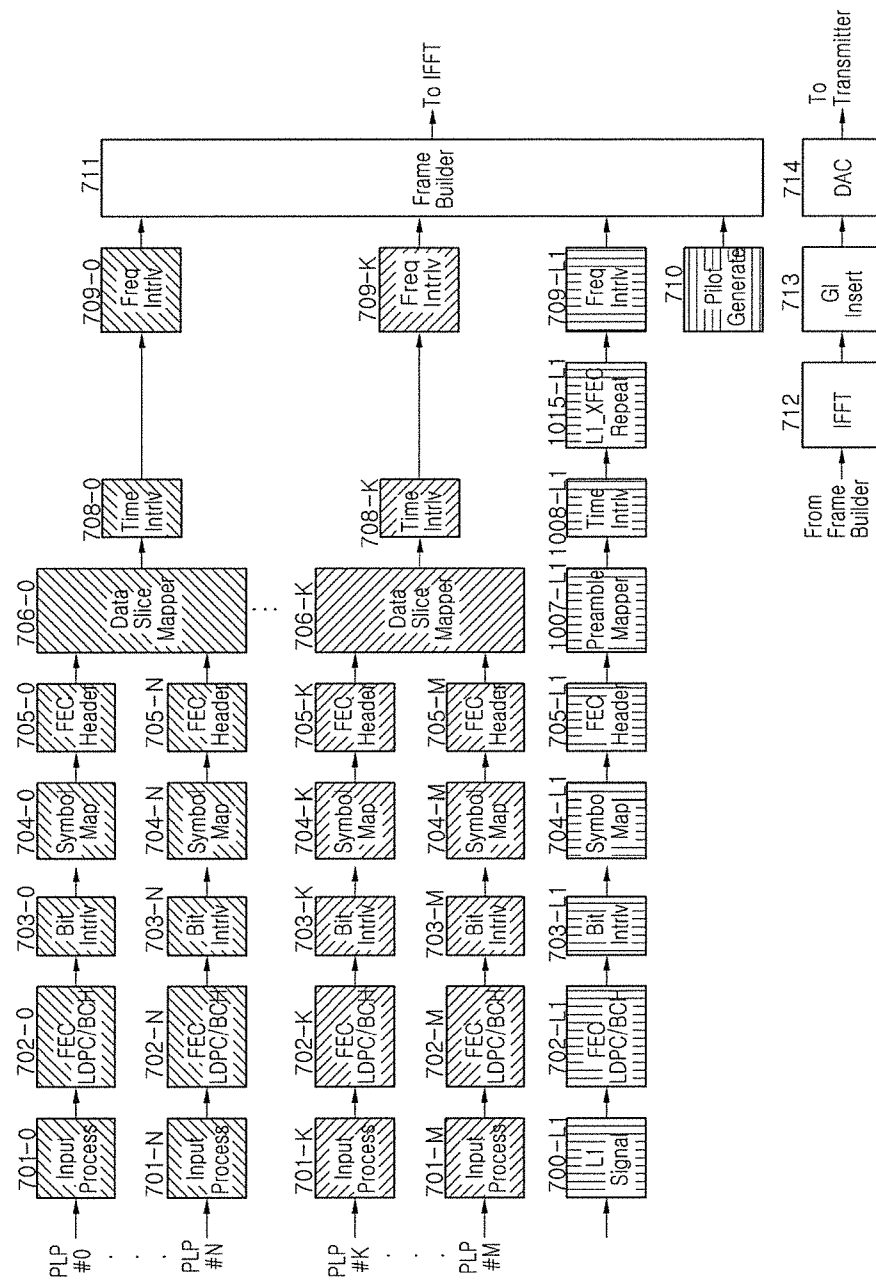 PLP
#0
701-0
Input
Process
702-0
FEC
LDPC/BCH
703-0
Bit
Intrlv
704-0
Symbol
Map
705-0
FEC
Header
706-0
Data
Slice
Mapper
708-0
Time
Intrlv
709-0
Freq
Intrlv
711
Frame
Builder
To IFFT
PLP
#N
701-N
Input
Process
702-N
FEC
LDPC/BCH
703-N
Bit
Intrlv
704-N
Symbol
Map
705-N
FEC
Header
PLP
#K
701-K
Input
Process
702-K
FEC
LDPC/BCH
703-K
Bit
Intrlv
704-K
Symbol
Map
705-K
FEC
Header
706-K
Data
Slice
Mapper
708-K
Time
Intrlv
709-K
Freq
Intrlv
PLP
#M
701-M
Input
Process
702-M
FEC
LDPC/BCH
703-M
Bit
Intrlv
704-M
Symbol
Map
705-M
FEC
Header
700-L1
L1
Signal
702-L1
FEC
LDPC/BCH
703-L1
Bit
Intrlv
704-L1
Symbol
Map
705-L1
FEC
Header
1007-L1
Preamble
Mapper
1008-L1
Time
Intrlv
1015-L1
L1_XFEC
Repeat
709-L1
Freq
Intrlv
710
Pilot
Generate
From
Frame
Builder
712
IFFT
713
GI
Insert
714
DAC
To
Transmitter